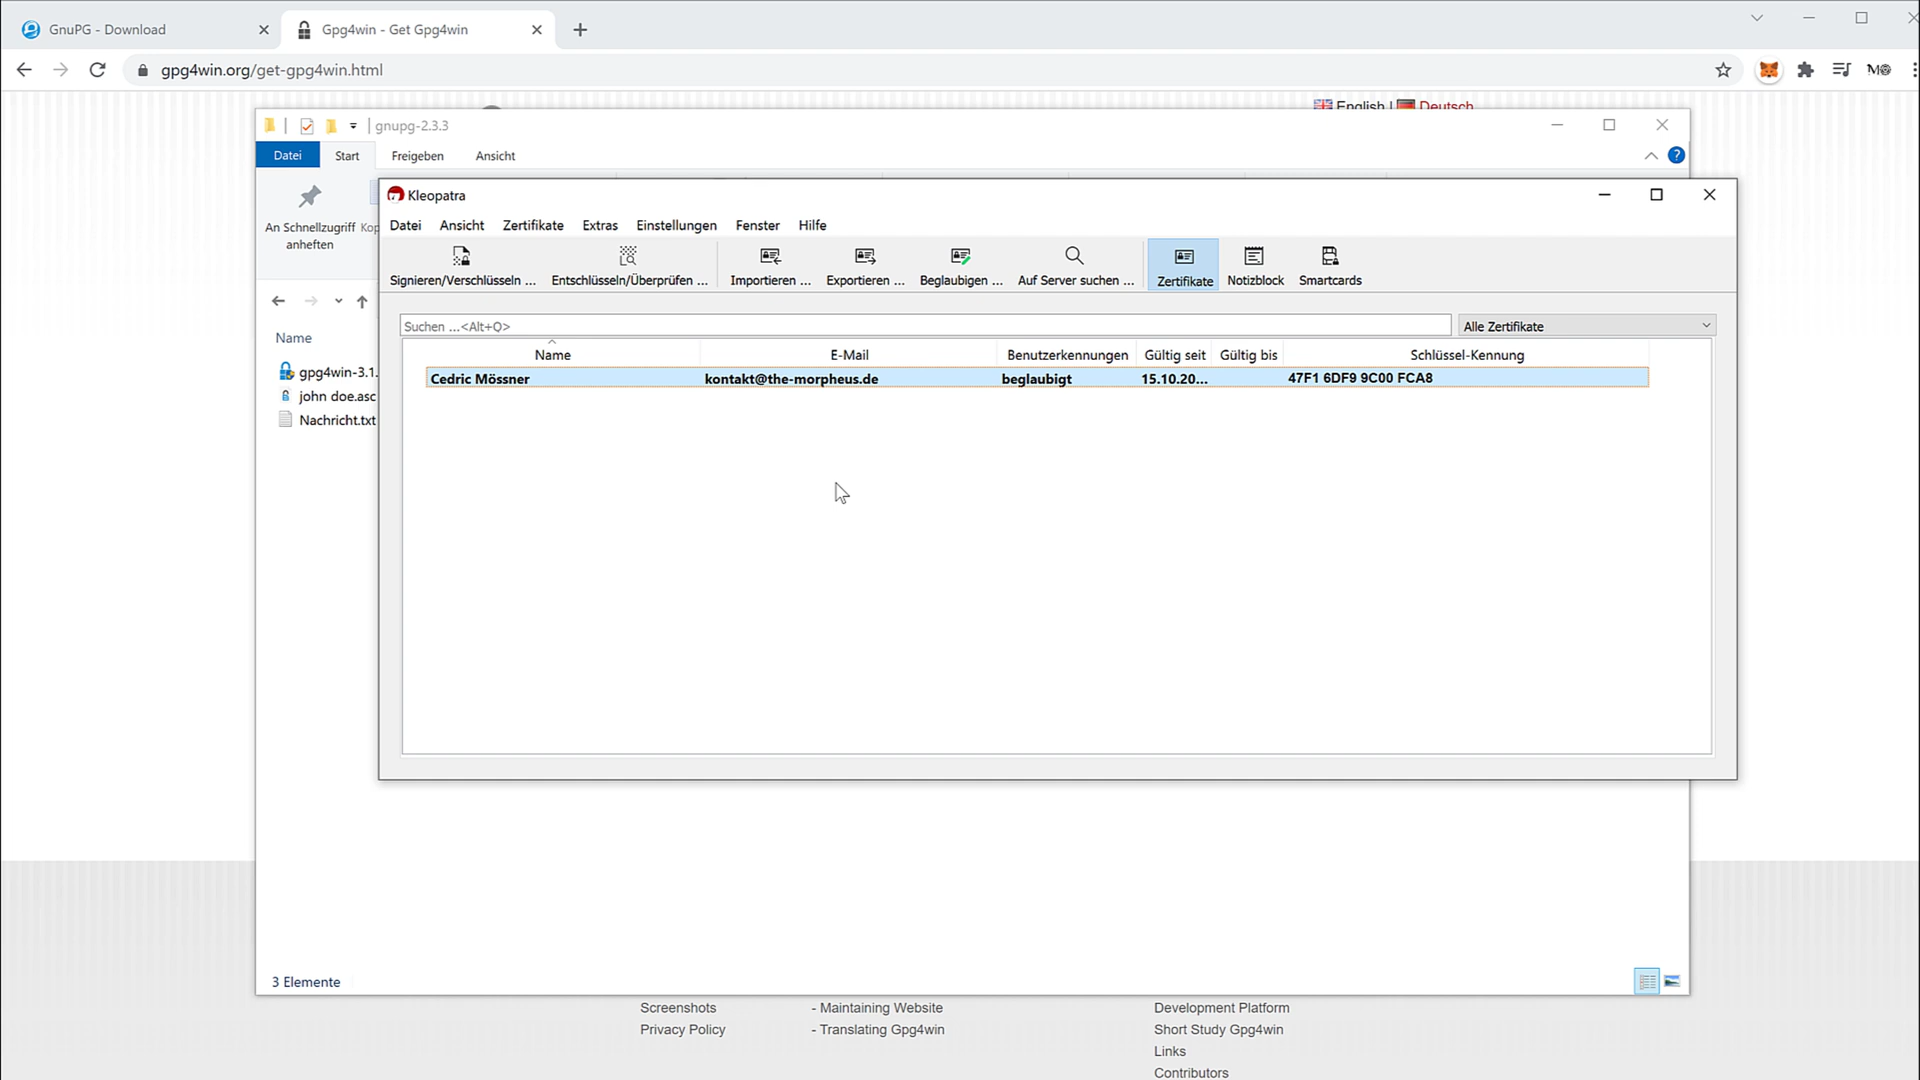 GnuPG - Download
Gpg4win - Get Gpg4win
gpg4win.org/get-gpg4win.html
English | Deutsch
gnupg-2.3.3
Datei Start Freigeben Ansicht
An Schnellzugriff
anheften
Kop
Kleopatra
Datei Ansicht Zertifikate Extras Einstellungen Fenster Hilfe
Signieren/Verschlüsseln ... Entschlüsseln/Überprüfen ... Importieren ... Exportieren ... Beglaubigen ... Auf Server suchen ... Zertifikate Notizblock Smartcards
Suchen ...<Alt+Q>
Alle Zertifikate
Name E-Mail Benutzerkennungen Gültig seit Gültig bis Schlüssel-Kennung
Cedric Mössner kontakt@the-morpheus.de beglaubigt 15.10.20... 47F1 6DF9 9C00 FCA8
Name
gpg4win-3.1.
john doe.asc
Nachricht.txt
3 Elemente
Screenshots - Maintaining Website Development Platform
Privacy Policy - Translating Gpg4win Short Study Gpg4win
Links
Contributors